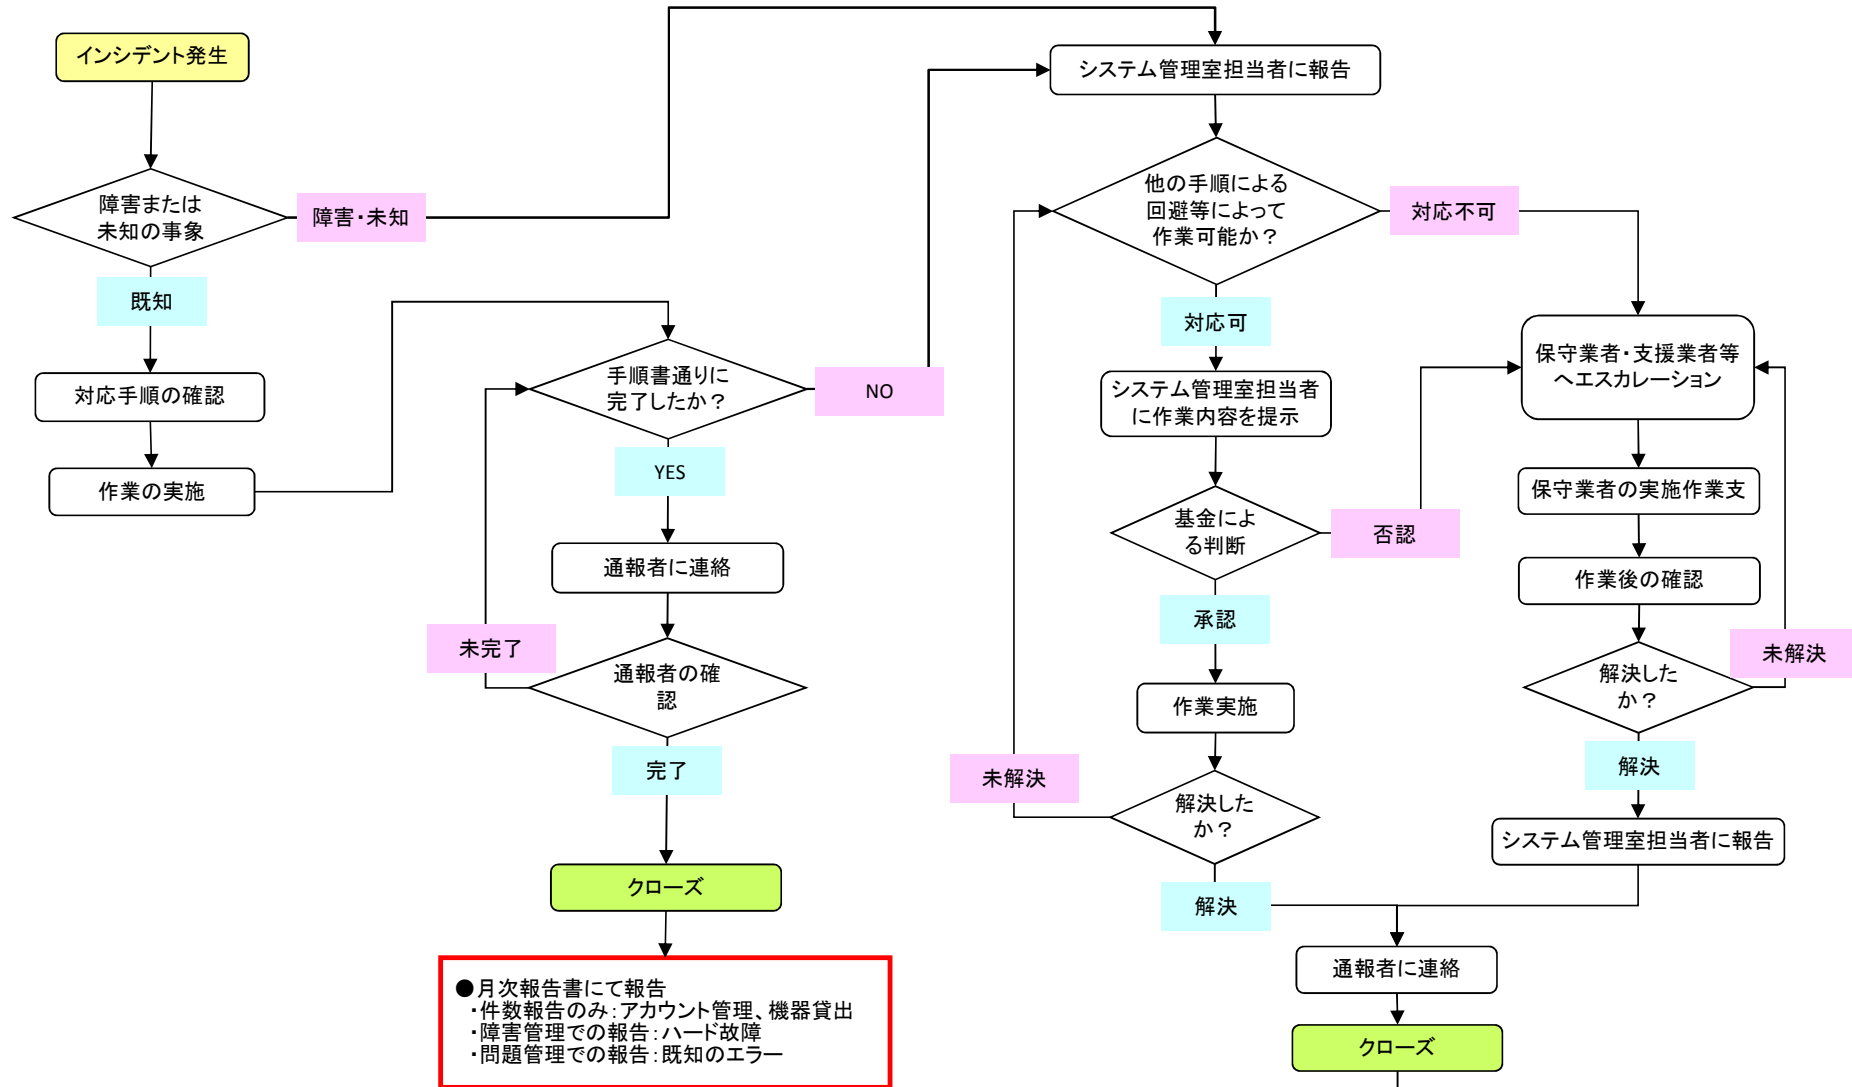 インシデント発生
障害または
未知の事象
障害・未知
既知
対応手順の確認
作業の実施
手順書通りに
完了したか？
NO
YES
通報者に連絡
未完了
通報者の確
認
完了
クローズ
●月次報告書にて報告
・件数報告のみ：アカウント管理、機器貸出
・障害管理での報告：ハード故障
・問題管理での報告：既知のエラー
システム管理室担当者に報告
他の手順による
回避等によって
作業可能か？
対応不可
対応可
システム管理室担当者
に作業内容を提示
基金によ
る判断
否認
承認
作業実施
未解決
解決した
か？
解決
保守業者・支援業者等
へエスカレーション
保守業者の実施作業支
作業後の確認
未解決
解決した
か？
解決
システム管理室担当者に報告
通報者に連絡
クローズ